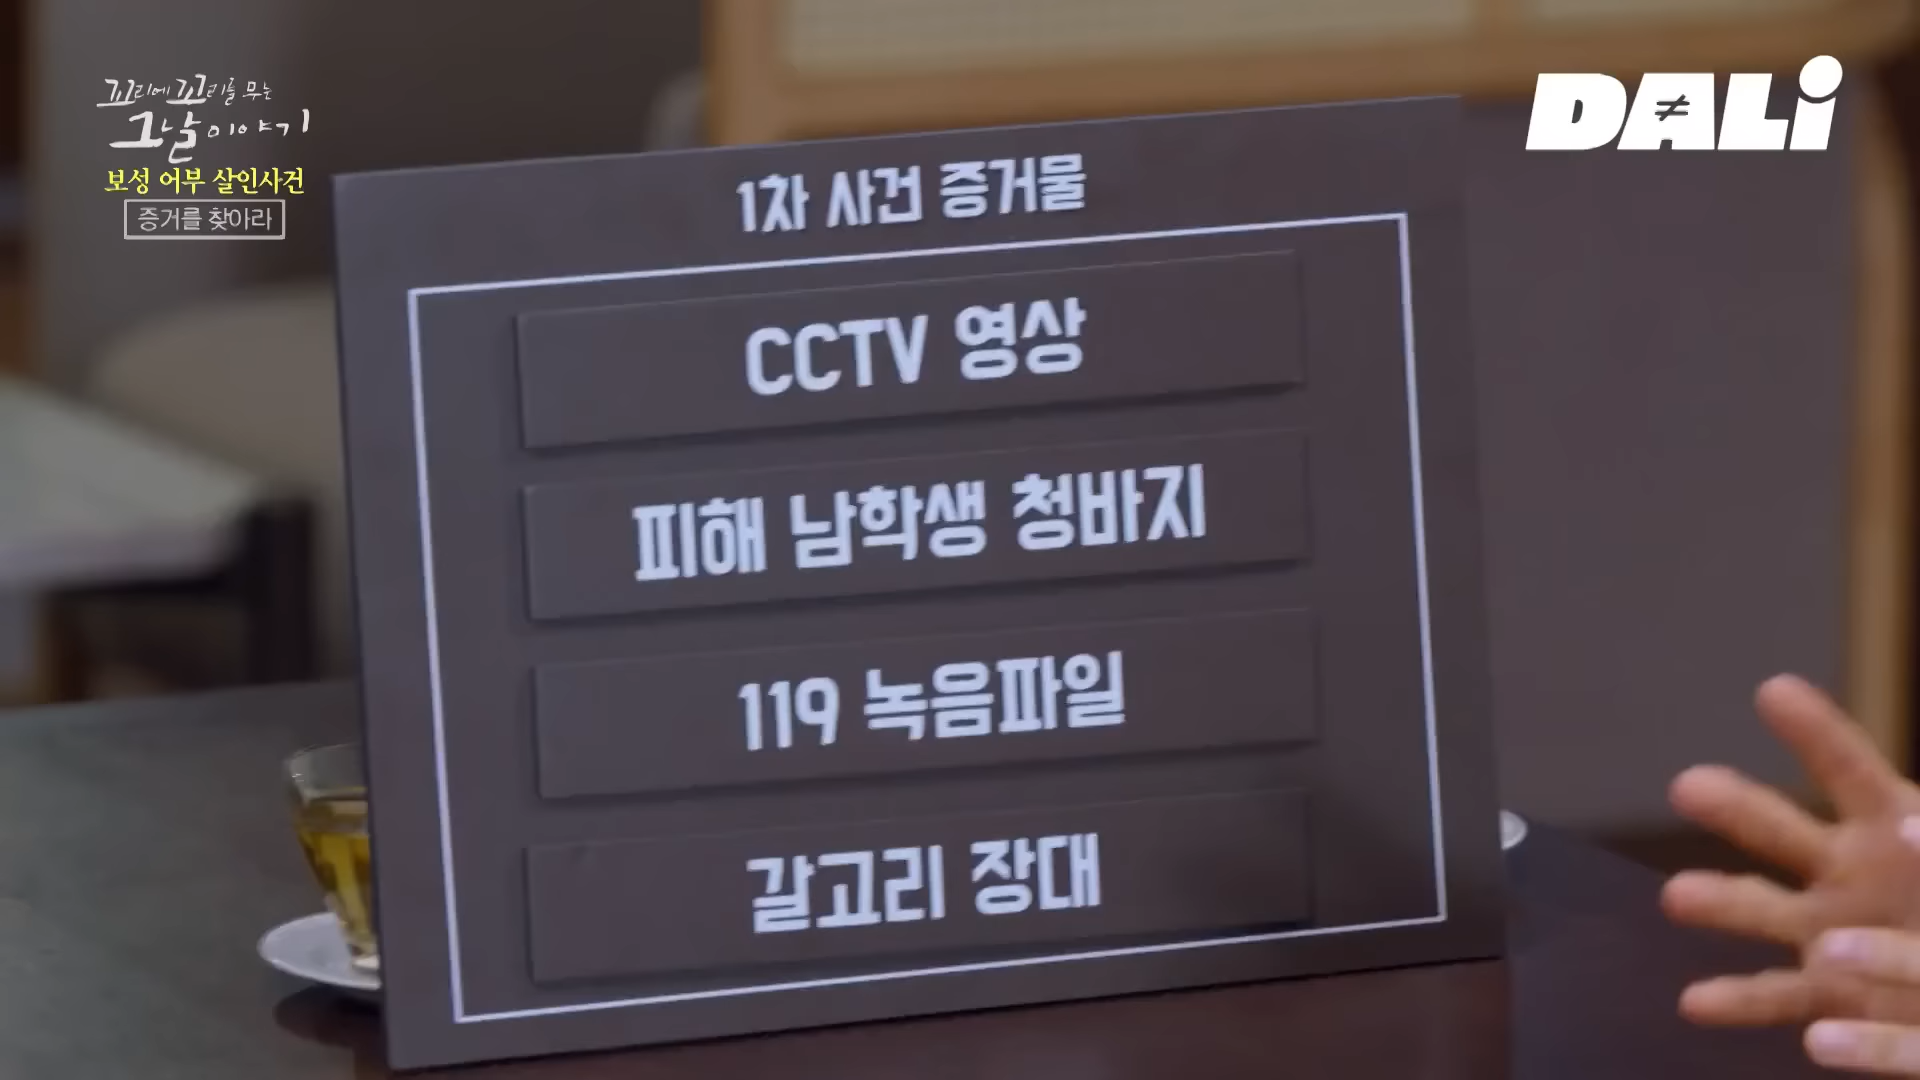 꼬리에 꼬리를 무는
그날 이야기
보성 어부 살인사건
증거를 찾아라
DALi
1차 사건 증거물
CCTV 영상
피해 남학생 청바지
119 녹음파일
갈고리 장대